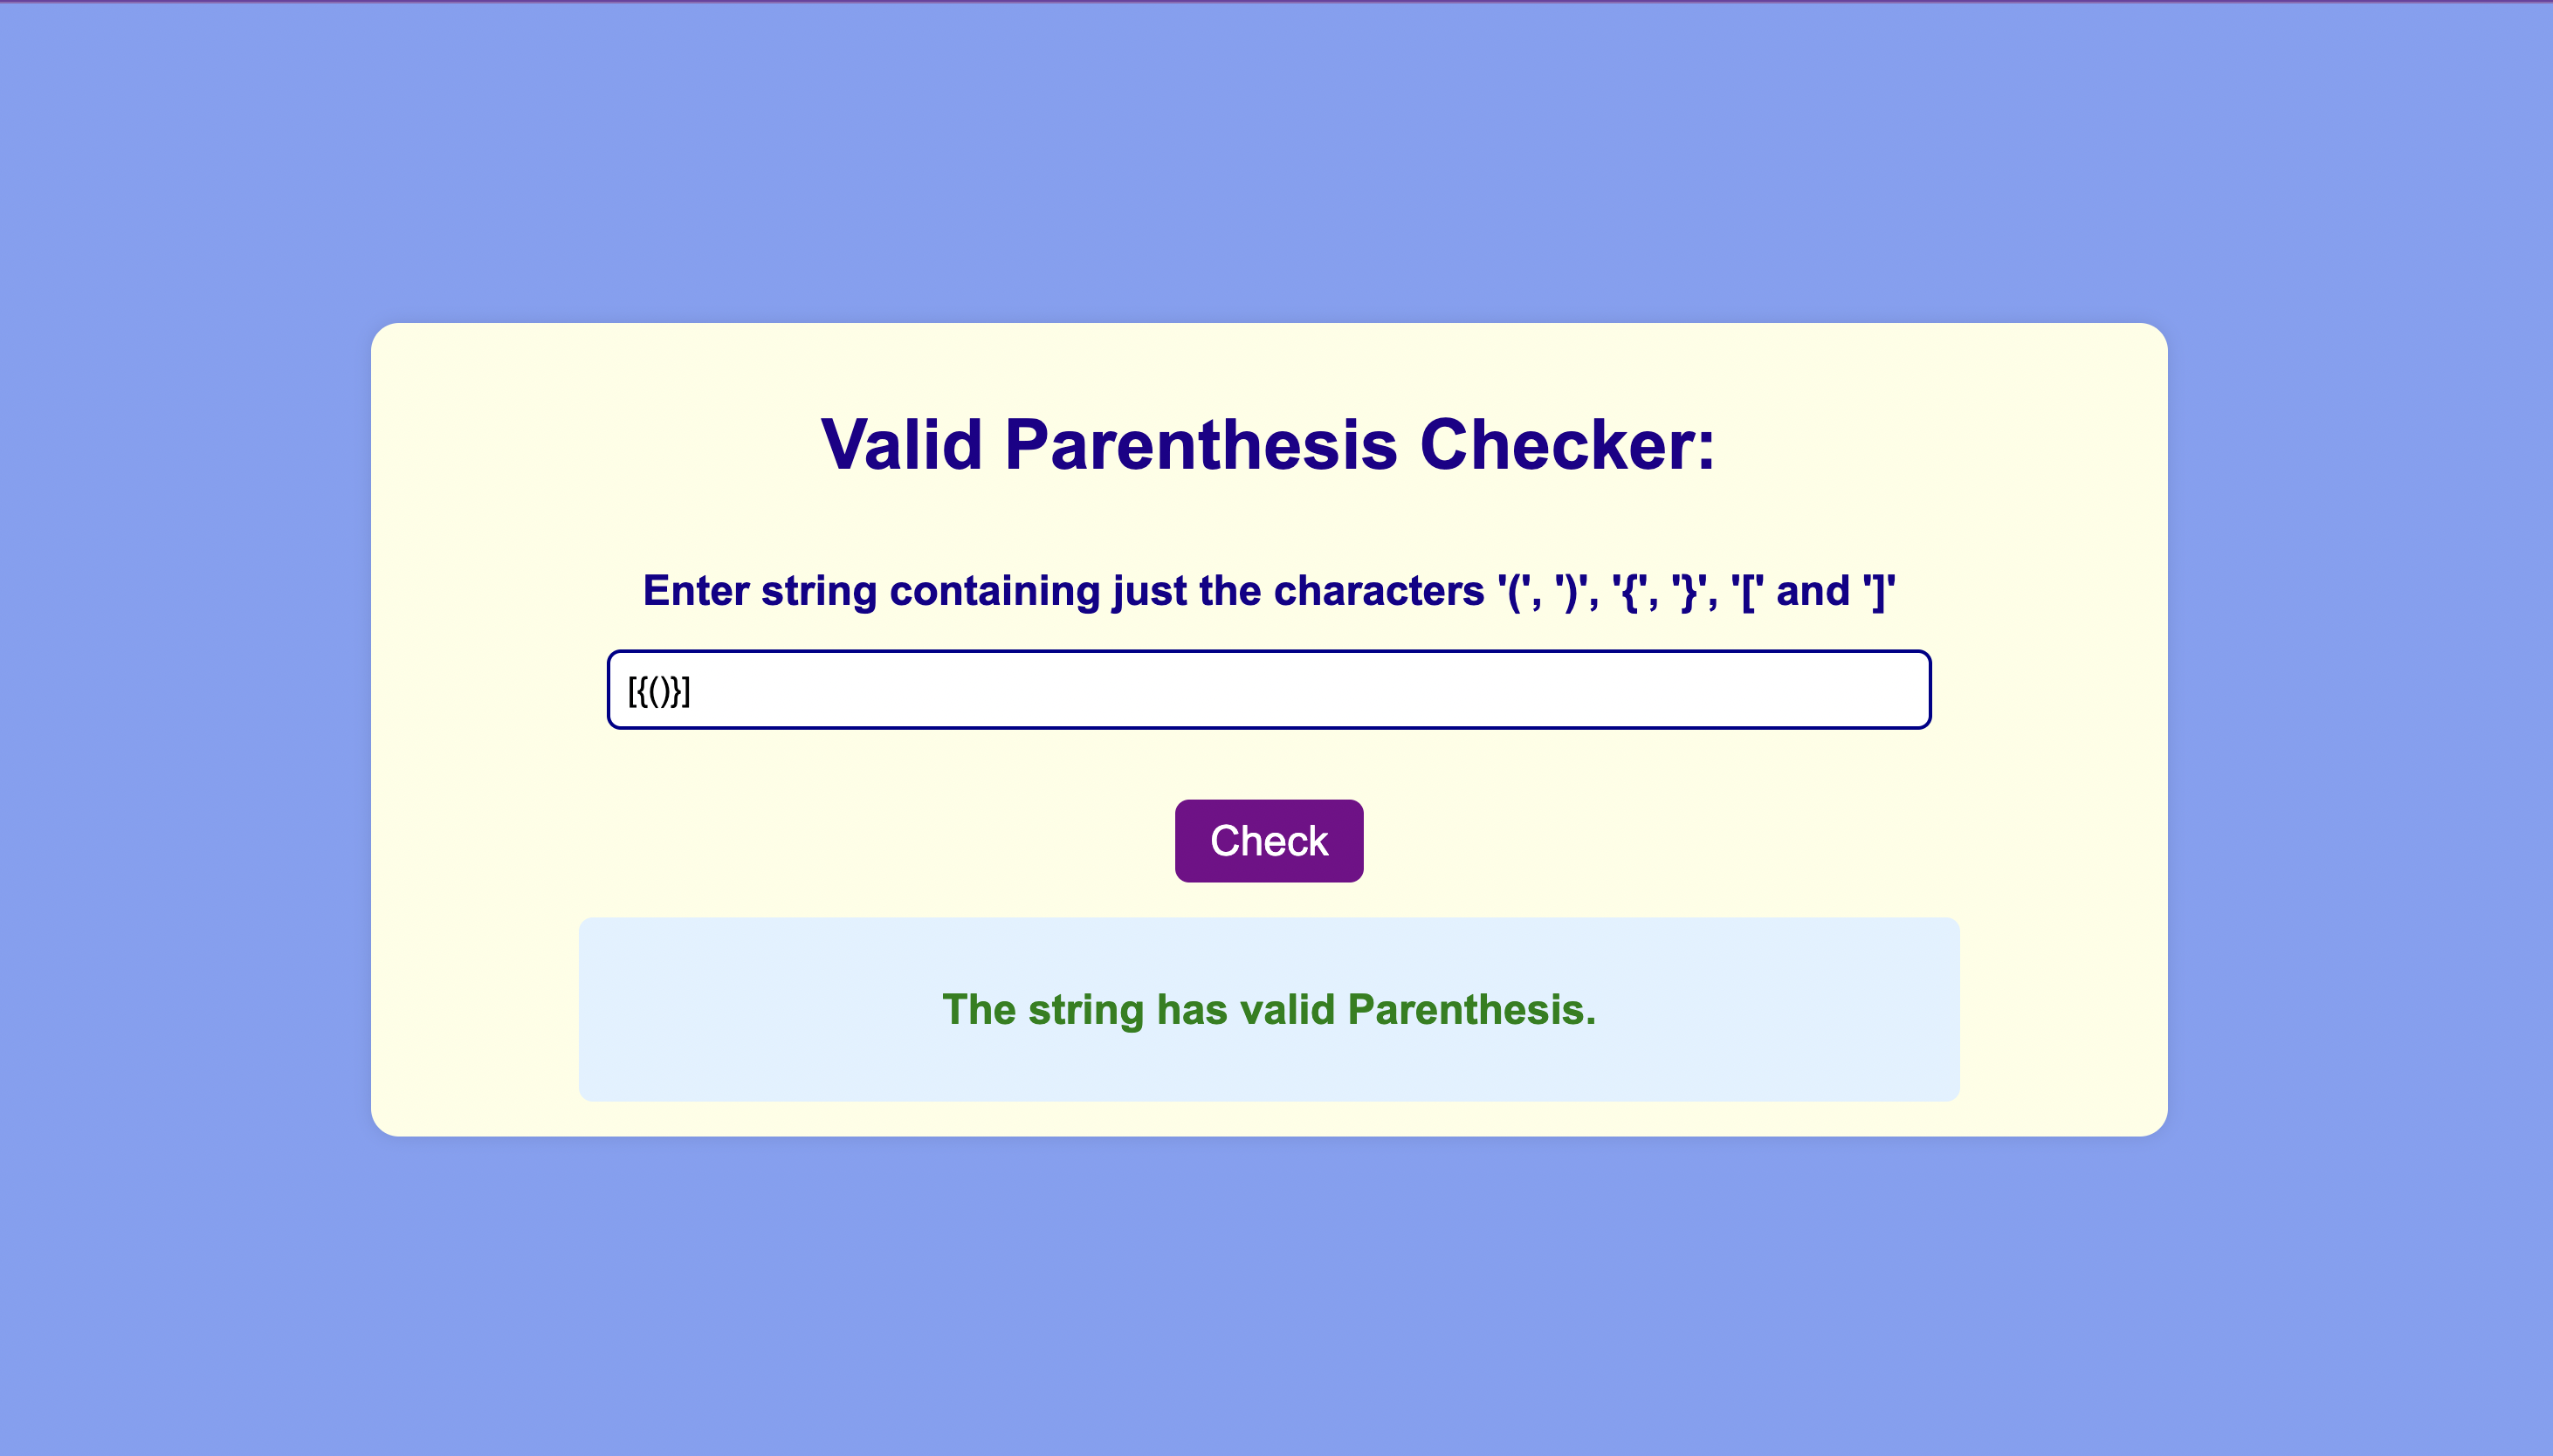 Valid Parenthesis Checker:
Enter string containing just the characters '(', ')', '{', '}', '[' and ']'
[{()}]
Check
The string has valid Parenthesis.